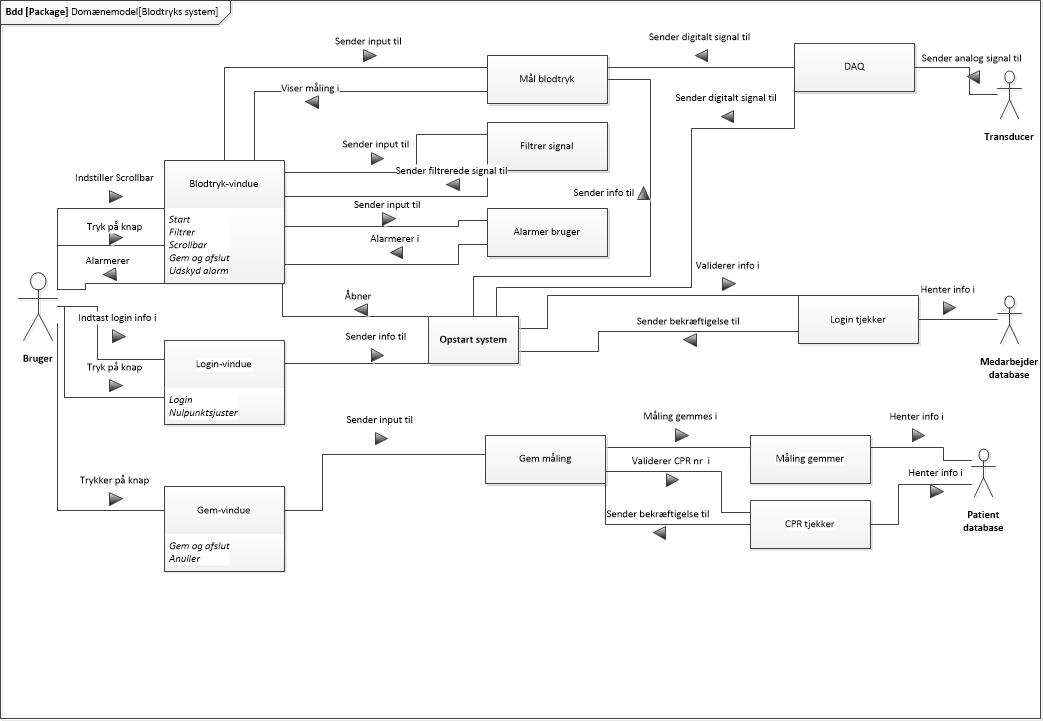 Bdd [Package] Domænemodel[Blodtryks system]
Sender input til
Sender digitalt signal til
Mål blodtryk
DAQ
Sender analog signal til
Viser måling i
Sender digitalt signal til
Transducer
Sender input til
Filtrer signal
Sender filtrerede signal til
Indstiller Scrollbar
Blodtryk-vindue
Start
Filtrer
Scrollbar
Gem og afslut
Udskyd alarm
Sender info til
Sender input til
Tryk på knap
Alarmerer i
Alarmer bruger
Alarmerer
Validerer info i
Bruger
Åbner
Henter info i
Indtast login info i
Sender info til
Opstart system
Sender bekræftigelse til
Login tjekker
Medarbejder
database
Login-vindue
Tryk på knap
Login
Nulpunktsjuster
Sender input til
Måling gemmes i
Henter info i
Gem måling
Validerer CPR nr i
Måling gemmer
Henter info i
Trykker på knap
Gem-vindue
Gem og afslut
Anuller
Sender bekræftigelse til
CPR tjekker
Patient
database